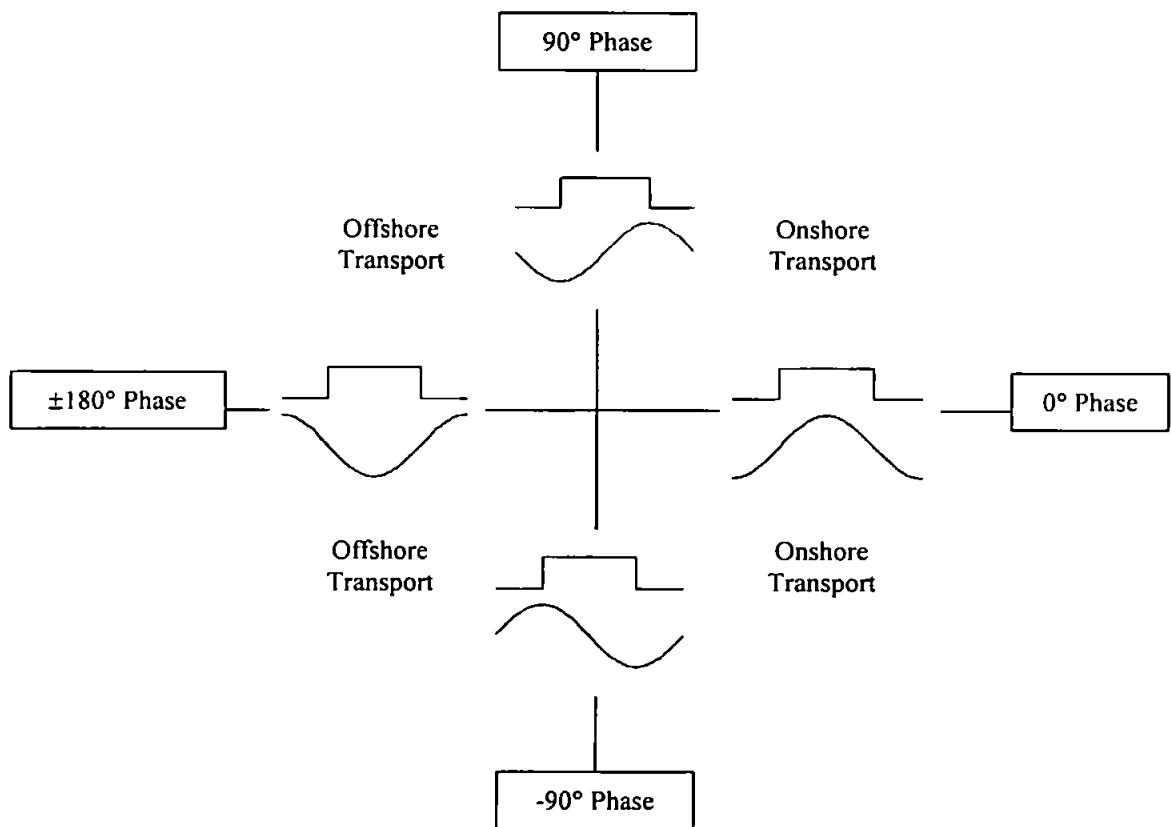 90° Phase
Offshore
Transport
Onshore
Transport
±180° Phase
0° Phase
Offshore
Transport
Onshore
Transport
-90° Phase